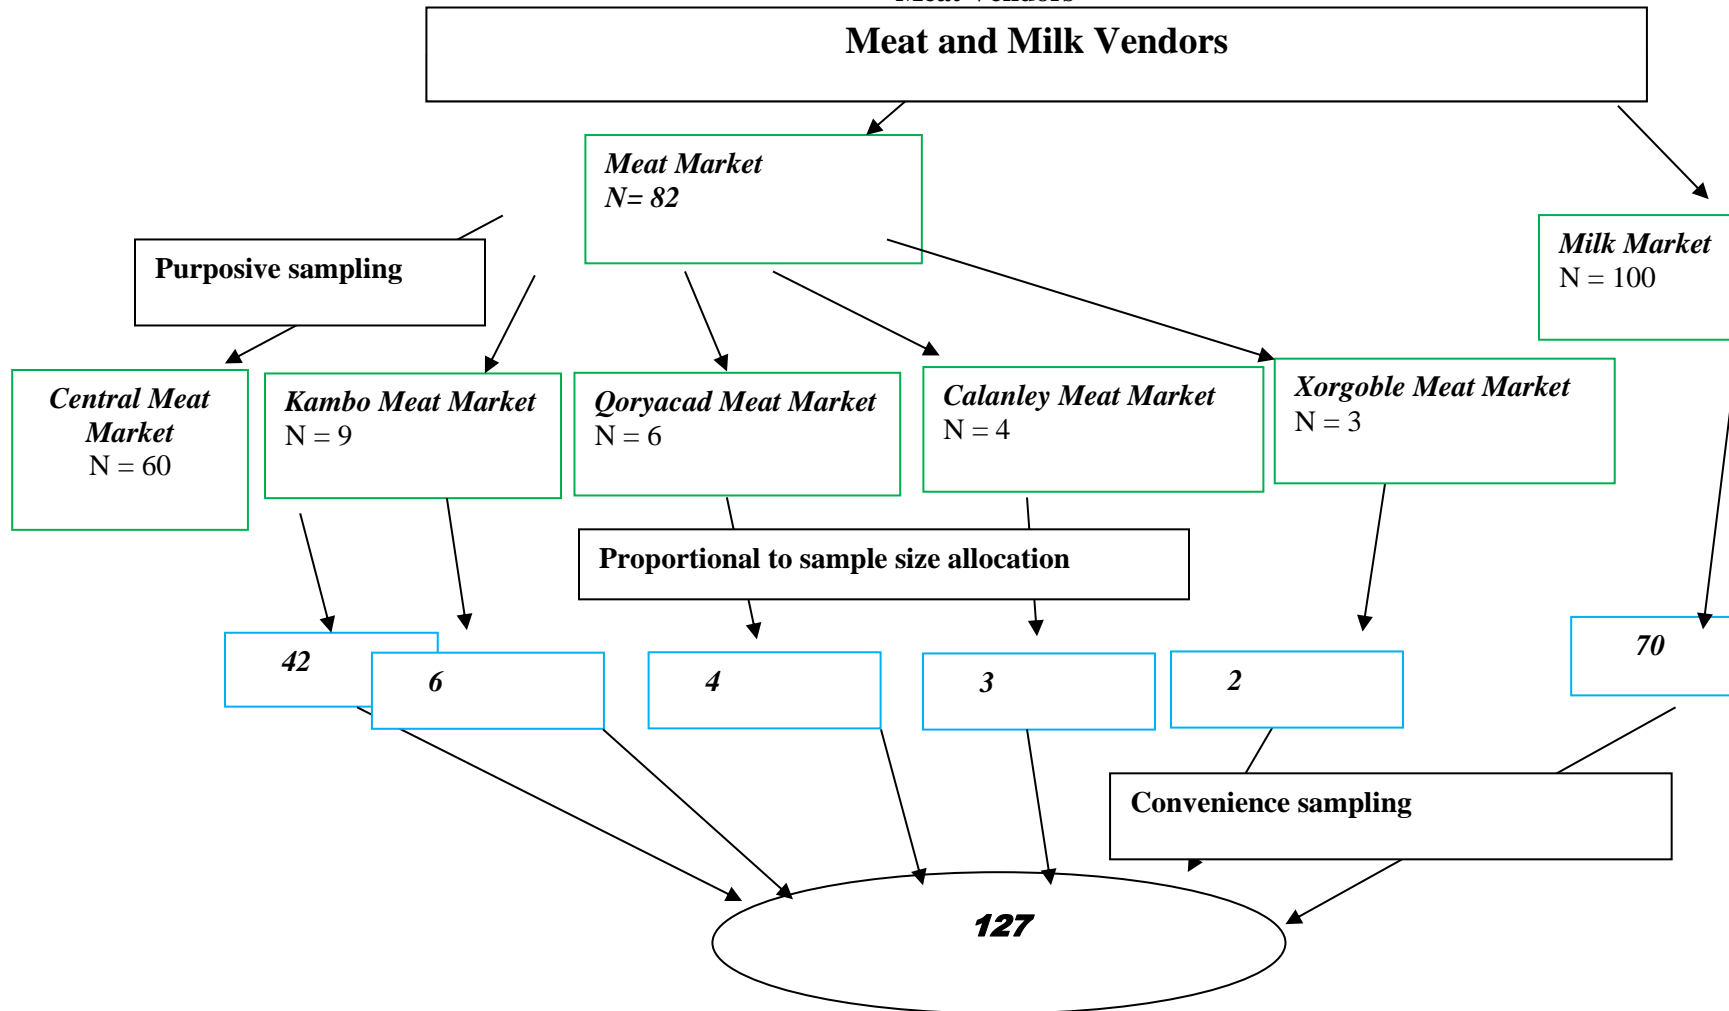 Meat Vendors
Meat and Milk Vendors
Meat Market
N= 82
Purposive sampling
Milk Market
N = 100
Central Meat
Market
N = 60
Kambo Meat Market
N = 9
Qoryacad Meat Market
N = 6
Calanley Meat Market
N = 4
Xorgoble Meat Market
N = 3
Proportional to sample size allocation
42
6
4
3
2
70
Convenience sampling
127